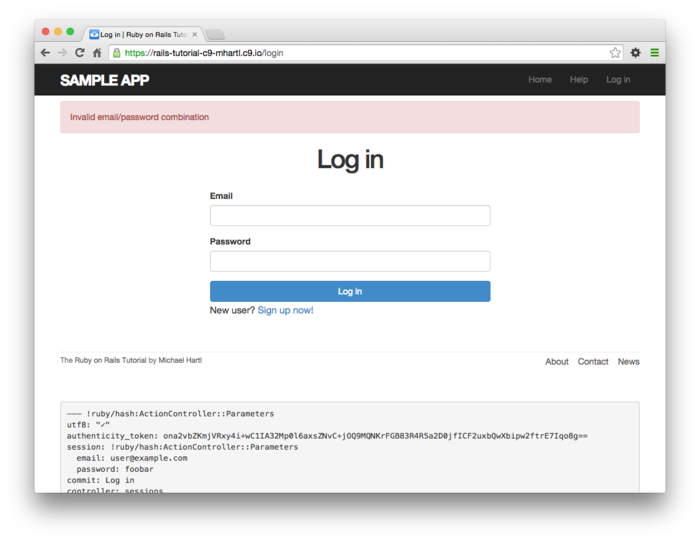 Log in | Ruby on Rails Tuto
https://rails-tutorial-c9-mhartl.c9.io/login
SAMPLE APP Home Help Log in
Invalid email/password combination
Log in
Email
Password
Log in
New user? Sign up now!
The Ruby on Rails Tutorial by Michael Hartl About Contact News
--- !ruby/hash:ActionController::Parameters
utf8: "✓"
authenticity_token: ona2vbZKmjVRxy4i+wC1IA32Mp0l6axsZNvC+jOQ9MQNKrFGB83R4R5a2D0jfICF2uxbQwXbipw2ftrE7Iqo8g==
session: !ruby/hash:ActionController::Parameters
email: user@example.com
password: foobar
commit: Log in
controller: sessions